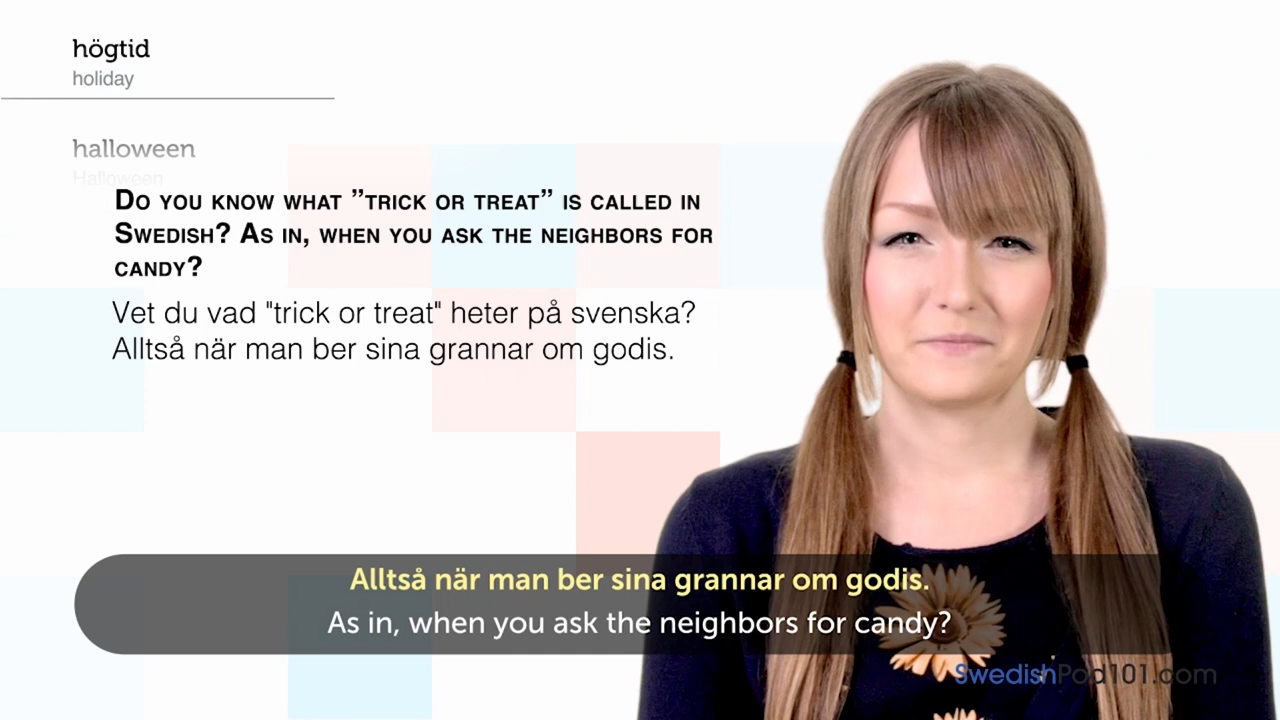 högtid
holiday
halloween
Halloween
Do you know what ”trick or treat” is called in
Swedish? As in, when you ask the neighbors for
candy?
Vet du vad "trick or treat" heter på svenska?
Alltså när man ber sina grannar om godis.
Alltså när man ber sina grannar om godis.
As in, when you ask the neighbors for candy?
SwedishPod101.com